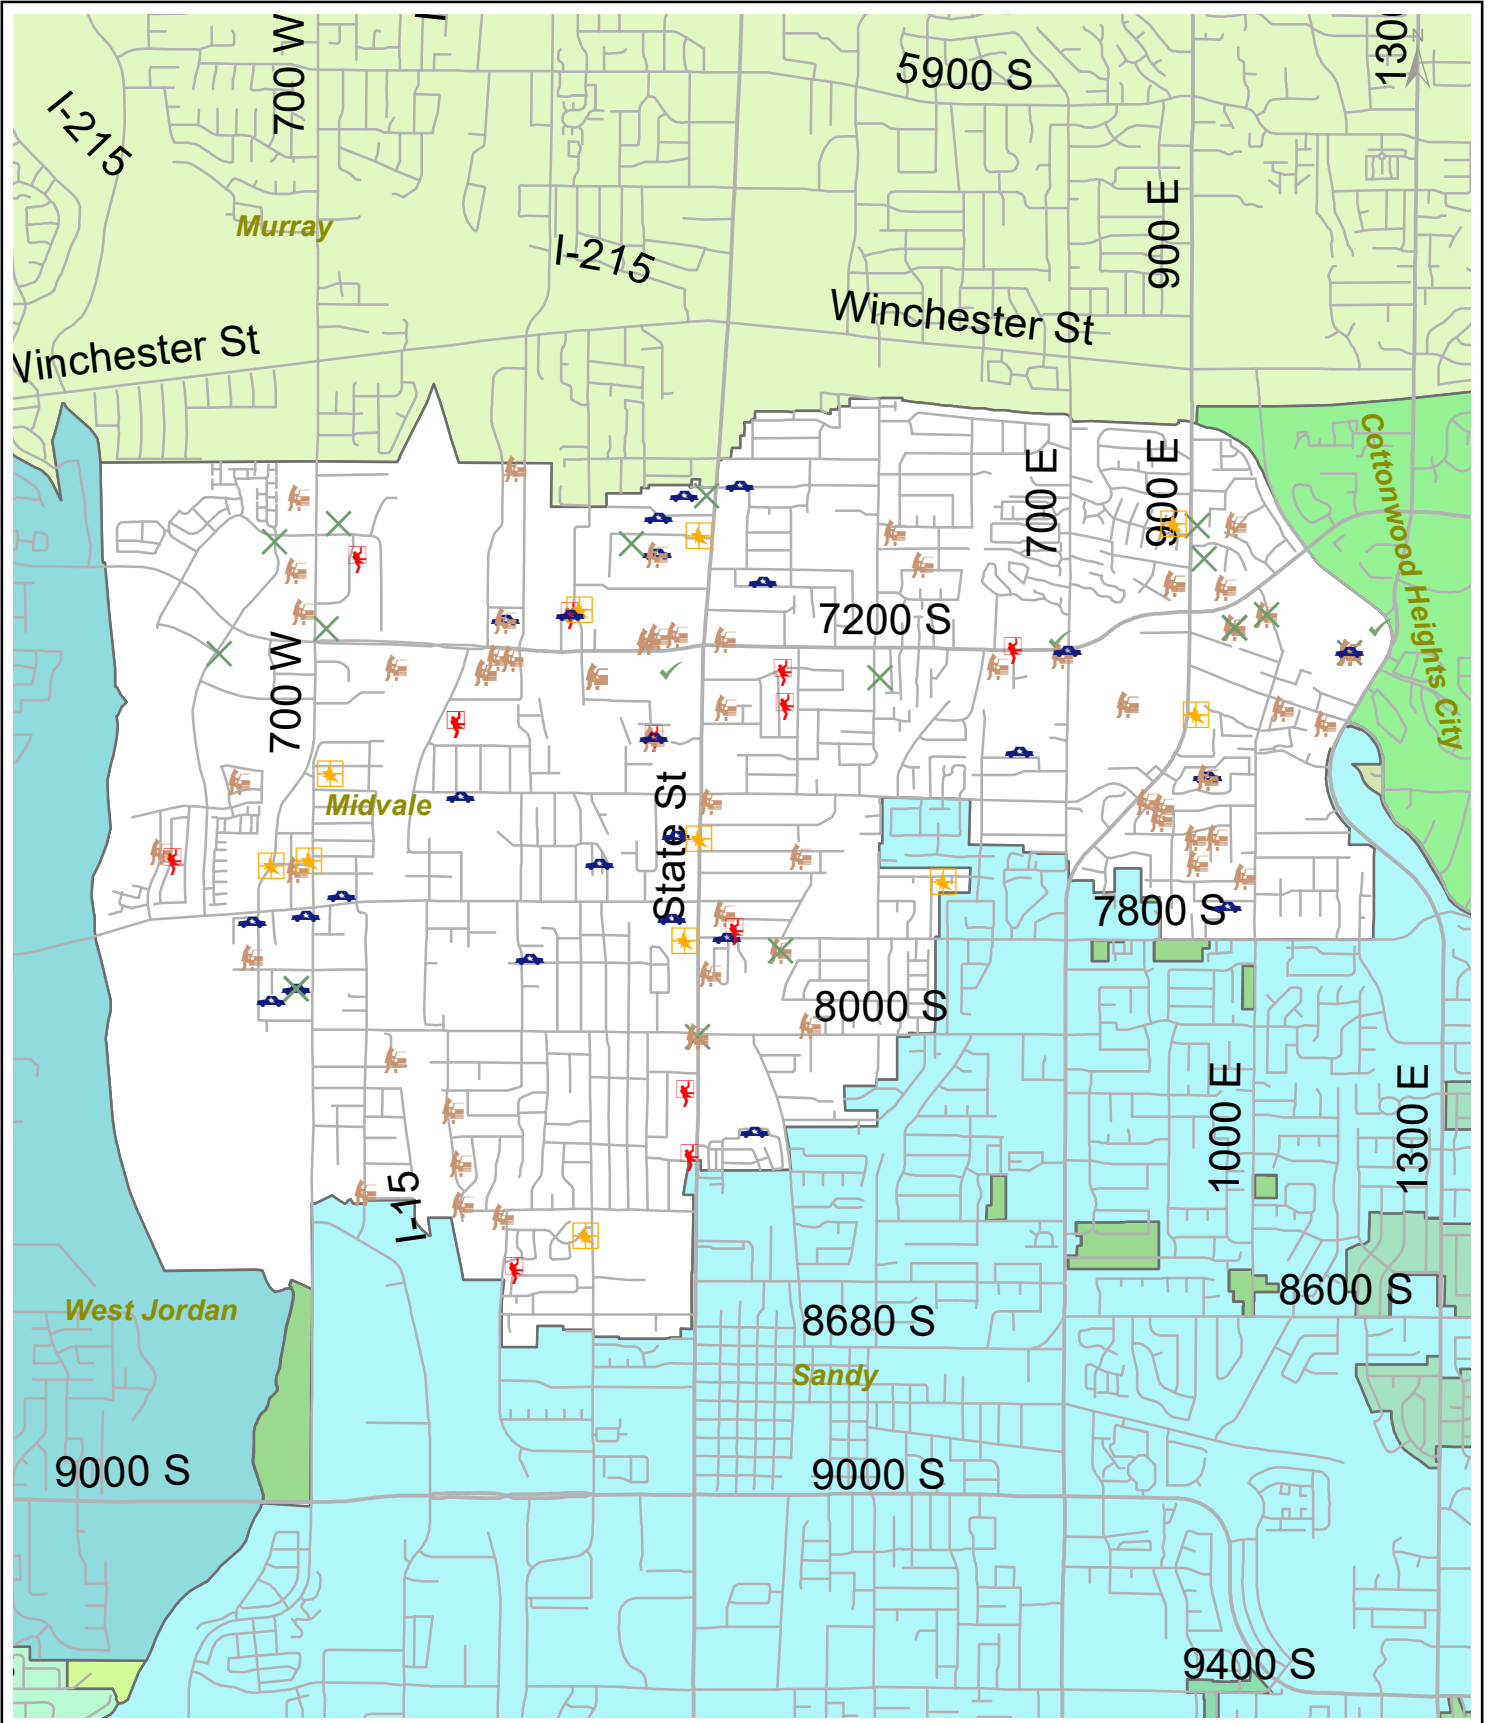 700 W
5900 S
1300
I-215
Murray
I-215
900 E
Winchester St
Winchester St
Cottonwood Heights City
700 E
900 E
7200 S
700 W
Midvale
State St
7800 S
8000 S
1000 E
1300 E
I-15
West Jordan
8600 S
8680 S
Sandy
9000 S
9000 S
9400 S